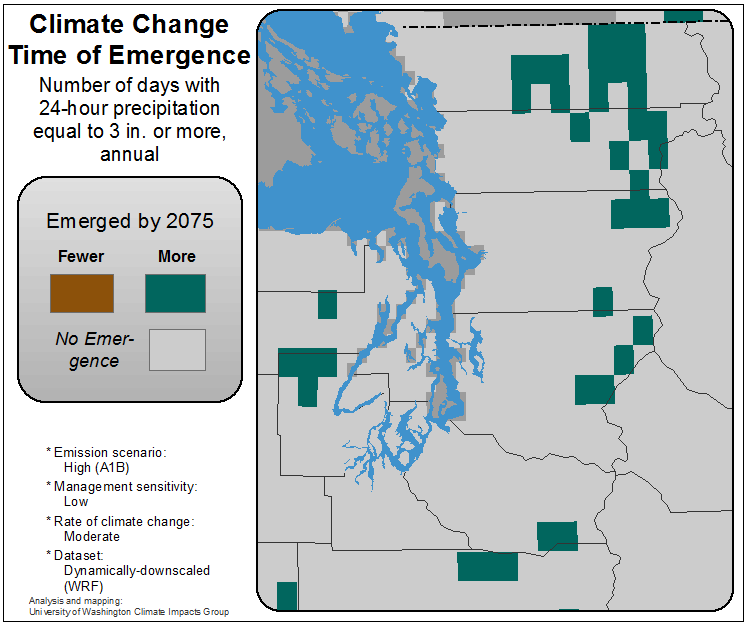 Climate Change
Time of Emergence
Number of days with
24-hour precipitation
equal to 3 in. or more,
annual
Emerged by 2075
Fewer More
No Emer-
gence
* Emission scenario:
High (A1B)
* Management sensitivity:
Low
* Rate of climate change:
Moderate
* Dataset:
Dynamically-downscaled
(WRF)
Analysis and mapping:
University of Washington Climate Impacts Group